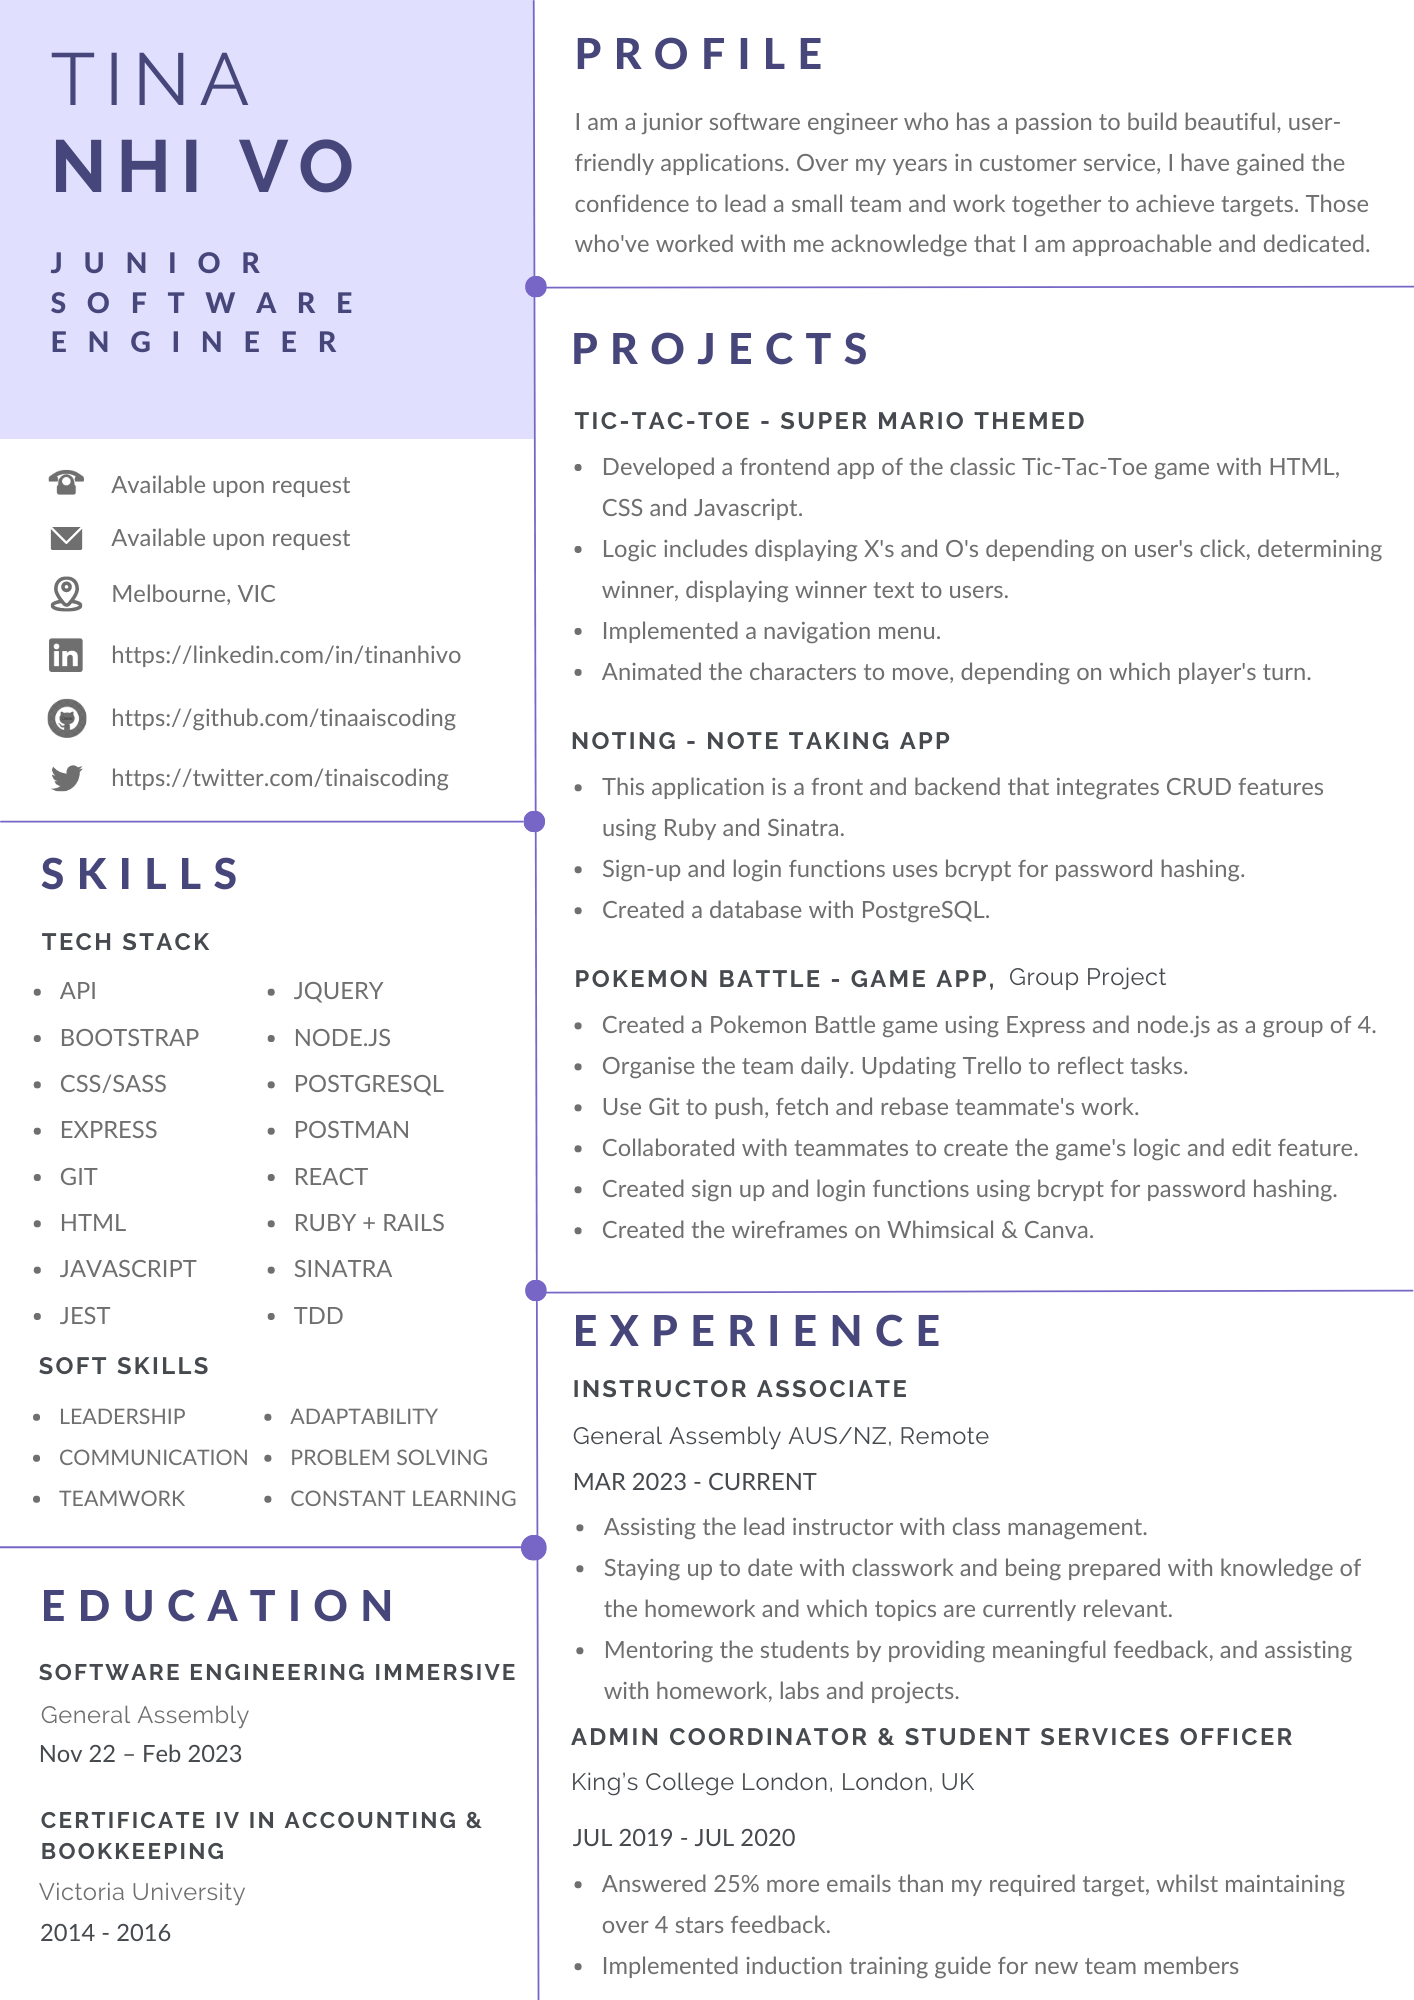 TINA
NHI VO
JUNIOR
SOFTWARE
ENGINEER
Available upon request
Available upon request
Melbourne, VIC
https://linkedin.com/in/tinanhivo
https://github.com/tinaaiscoding
https://twitter.com/tinaiscoding
SKILLS
TECH STACK
• API
• BOOTSTRAP
• CSS/SASS
• EXPRESS
• GIT
• HTML
• JAVASCRIPT
• JEST
• JQUERY
• NODE.JS
• POSTGRESQL
• POSTMAN
• REACT
• RUBY + RAILS
• SINATRA
• TDD
SOFT SKILLS
• LEADERSHIP
• COMMUNICATION
• TEAMWORK
• ADAPTABILITY
• PROBLEM SOLVING
• CONSTANT LEARNING
EDUCATION
SOFTWARE ENGINEERING IMMERSIVE
General Assembly
Nov 22 – Feb 2023
CERTIFICATE IV IN ACCOUNTING &
BOOKKEEPING
Victoria University
2014 - 2016
PROFILE
I am a junior software engineer who has a passion to build beautiful, user-
friendly applications. Over my years in customer service, I have gained the
confidence to lead a small team and work together to achieve targets. Those
who've worked with me acknowledge that I am approachable and dedicated.
PROJECTS
TIC-TAC-TOE - SUPER MARIO THEMED
• Developed a frontend app of the classic Tic-Tac-Toe game with HTML,
CSS and Javascript.
• Logic includes displaying X's and O's depending on user's click, determining
winner, displaying winner text to users.
• Implemented a navigation menu.
• Animated the characters to move, depending on which player's turn.
NOTING - NOTE TAKING APP
• This application is a front and backend that integrates CRUD features
using Ruby and Sinatra.
• Sign-up and login functions uses bcrypt for password hashing.
• Created a database with PostgreSQL.
POKEMON BATTLE - GAME APP, Group Project
• Created a Pokemon Battle game using Express and node.js as a group of 4.
• Organise the team daily. Updating Trello to reflect tasks.
• Use Git to push, fetch and rebase teammate's work.
• Collaborated with teammates to create the game's logic and edit feature.
• Created sign up and login functions using bcrypt for password hashing.
• Created the wireframes on Whimsical & Canva.
EXPERIENCE
INSTRUCTOR ASSOCIATE
General Assembly AUS/NZ, Remote
MAR 2023 - CURRENT
• Assisting the lead instructor with class management.
• Staying up to date with classwork and being prepared with knowledge of
the homework and which topics are currently relevant.
• Mentoring the students by providing meaningful feedback, and assisting
with homework, labs and projects.
ADMIN COORDINATOR & STUDENT SERVICES OFFICER
King's College London, London, UK
JUL 2019 - JUL 2020
• Answered 25% more emails than my required target, whilst maintaining
over 4 stars feedback.
• Implemented induction training guide for new team members